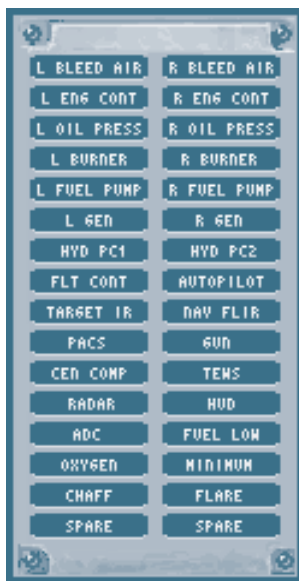 L BLEED AIR R BLEED AIR
L ENG CONT R ENG CONT
L OIL PRESS R OIL PRESS
L BURNER R BURNER
L FUEL PUMP R FUEL PUMP
L GEN R GEN
HYD PC1 HYD PC2
FLT CONT AUTOPILOT
TARGET IR NAV FLIR
PACS GUN
CEN COMP TEWS
RADAR HUD
ADC FUEL LOW
OXYGEN MINIMUM
CHAFF FLARE
SPARE SPARE